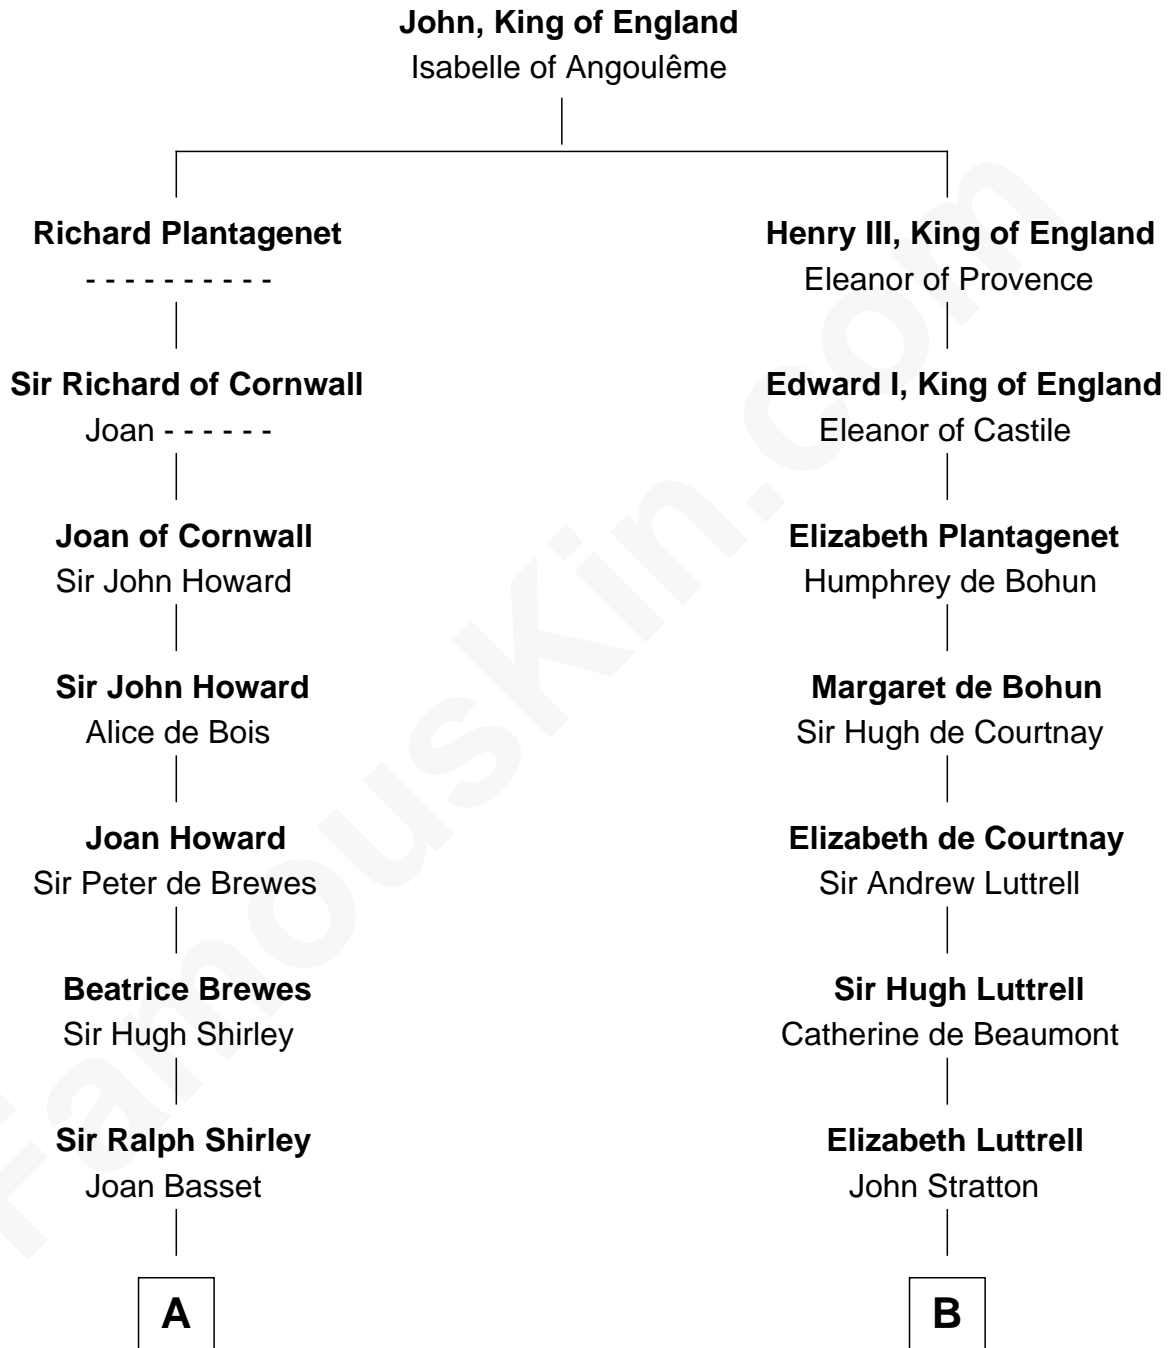 John, King of England
Isabelle of Angoulême
Richard Plantagenet
- - - - - - - - - -
Sir Richard of Cornwall
Joan - - - - - -
Joan of Cornwall
Sir John Howard
Sir John Howard
Alice de Bois
Joan Howard
Sir Peter de Brewes
Beatrice Brewes
Sir Hugh Shirley
Sir Ralph Shirley
Joan Basset
A
Henry III, King of England
Eleanor of Provence
Edward I, King of England
Eleanor of Castile
Elizabeth Plantagenet
Humphrey de Bohun
Margaret de Bohun
Sir Hugh de Courtnay
Elizabeth de Courtnay
Sir Andrew Luttrell
Sir Hugh Luttrell
Catherine de Beaumont
Elizabeth Luttrell
John Stratton
B
FamousKin.com